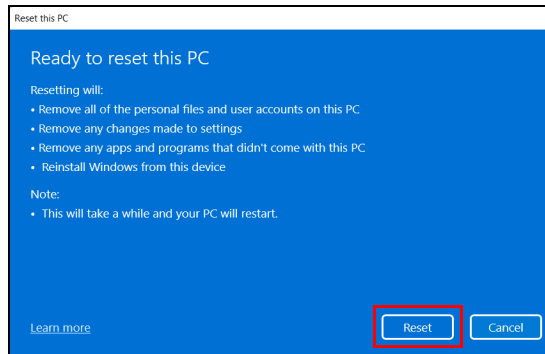 Reset this PC
Ready to reset this PC
Resetting will:
• Remove all of the personal files and user accounts on this PC
• Remove any changes made to settings
• Remove any apps and programs that didn't come with this PC
• Reinstall Windows from this device
Note:
• This will take a while and your PC will restart.
Learn more
Reset
Cancel